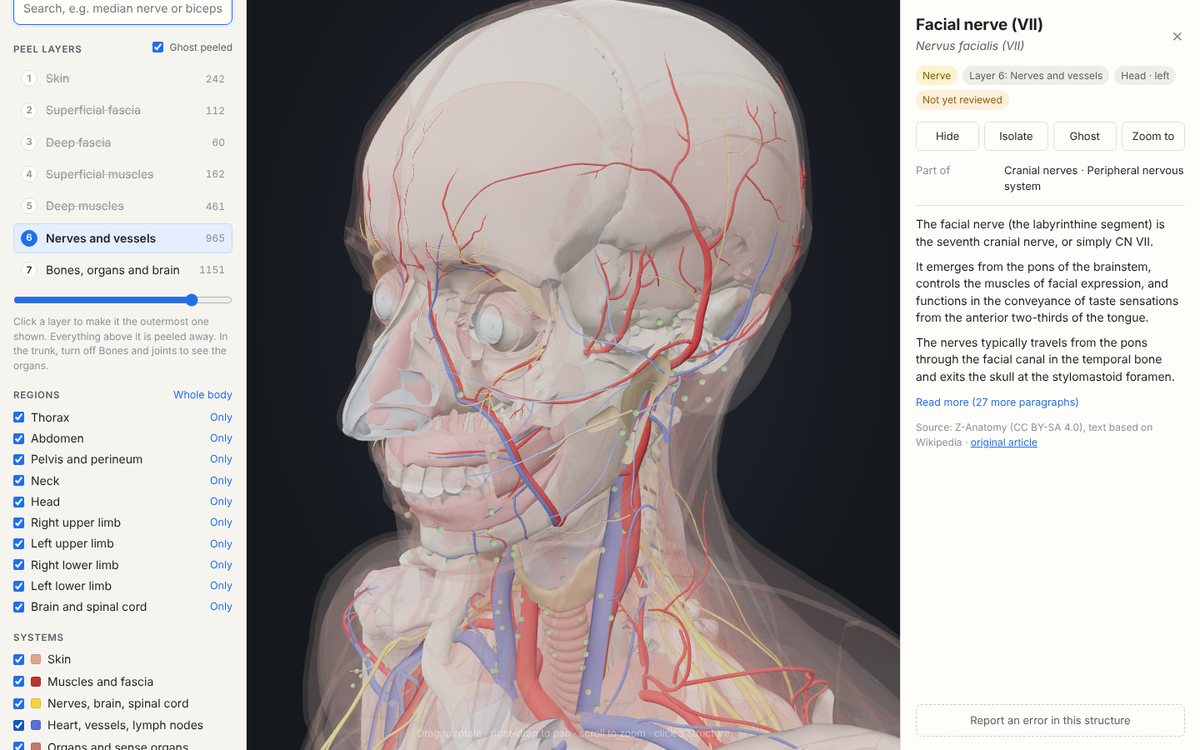 Search, e.g. median nerve or biceps
PEEL LAYERS
Ghost peeled
1 Skin 242
2 Superficial fascia 112
3 Deep fascia 60
4 Superficial muscles 162
5 Deep muscles 461
6 Nerves and vessels 965
7 Bones, organs and brain 1151
Click a layer to make it the outermost one
shown. Everything above it is peeled away. In
the trunk, turn off Bones and joints to see the
organs.
REGIONS Whole body
Thorax Only
Abdomen Only
Pelvis and perineum Only
Neck Only
Head Only
Right upper limb Only
Left upper limb Only
Right lower limb Only
Left lower limb Only
Brain and spinal cord Only
SYSTEMS
Skin
Muscles and fascia
Nerves, brain, spinal cord
Heart, vessels, lymph nodes
Organs and sense organs
Drag to rotate · right-drag to pan · scroll to zoom · click a structure
Facial nerve (VII)
×
Nervus facialis (VII)
Nerve Layer 6: Nerves and vessels Head · left
Not yet reviewed
Hide Isolate Ghost Zoom to
Part of Cranial nerves · Peripheral nervous
system
The facial nerve (the labyrinthine segment) is
the seventh cranial nerve, or simply CN VII.
It emerges from the pons of the brainstem,
controls the muscles of facial expression, and
functions in the conveyance of taste sensations
from the anterior two-thirds of the tongue.
The nerves typically travels from the pons
through the facial canal in the temporal bone
and exits the skull at the stylomastoid foramen.
Read more (27 more paragraphs)
Source: Z-Anatomy (CC BY-SA 4.0), text based on
Wikipedia · original article
Report an error in this structure